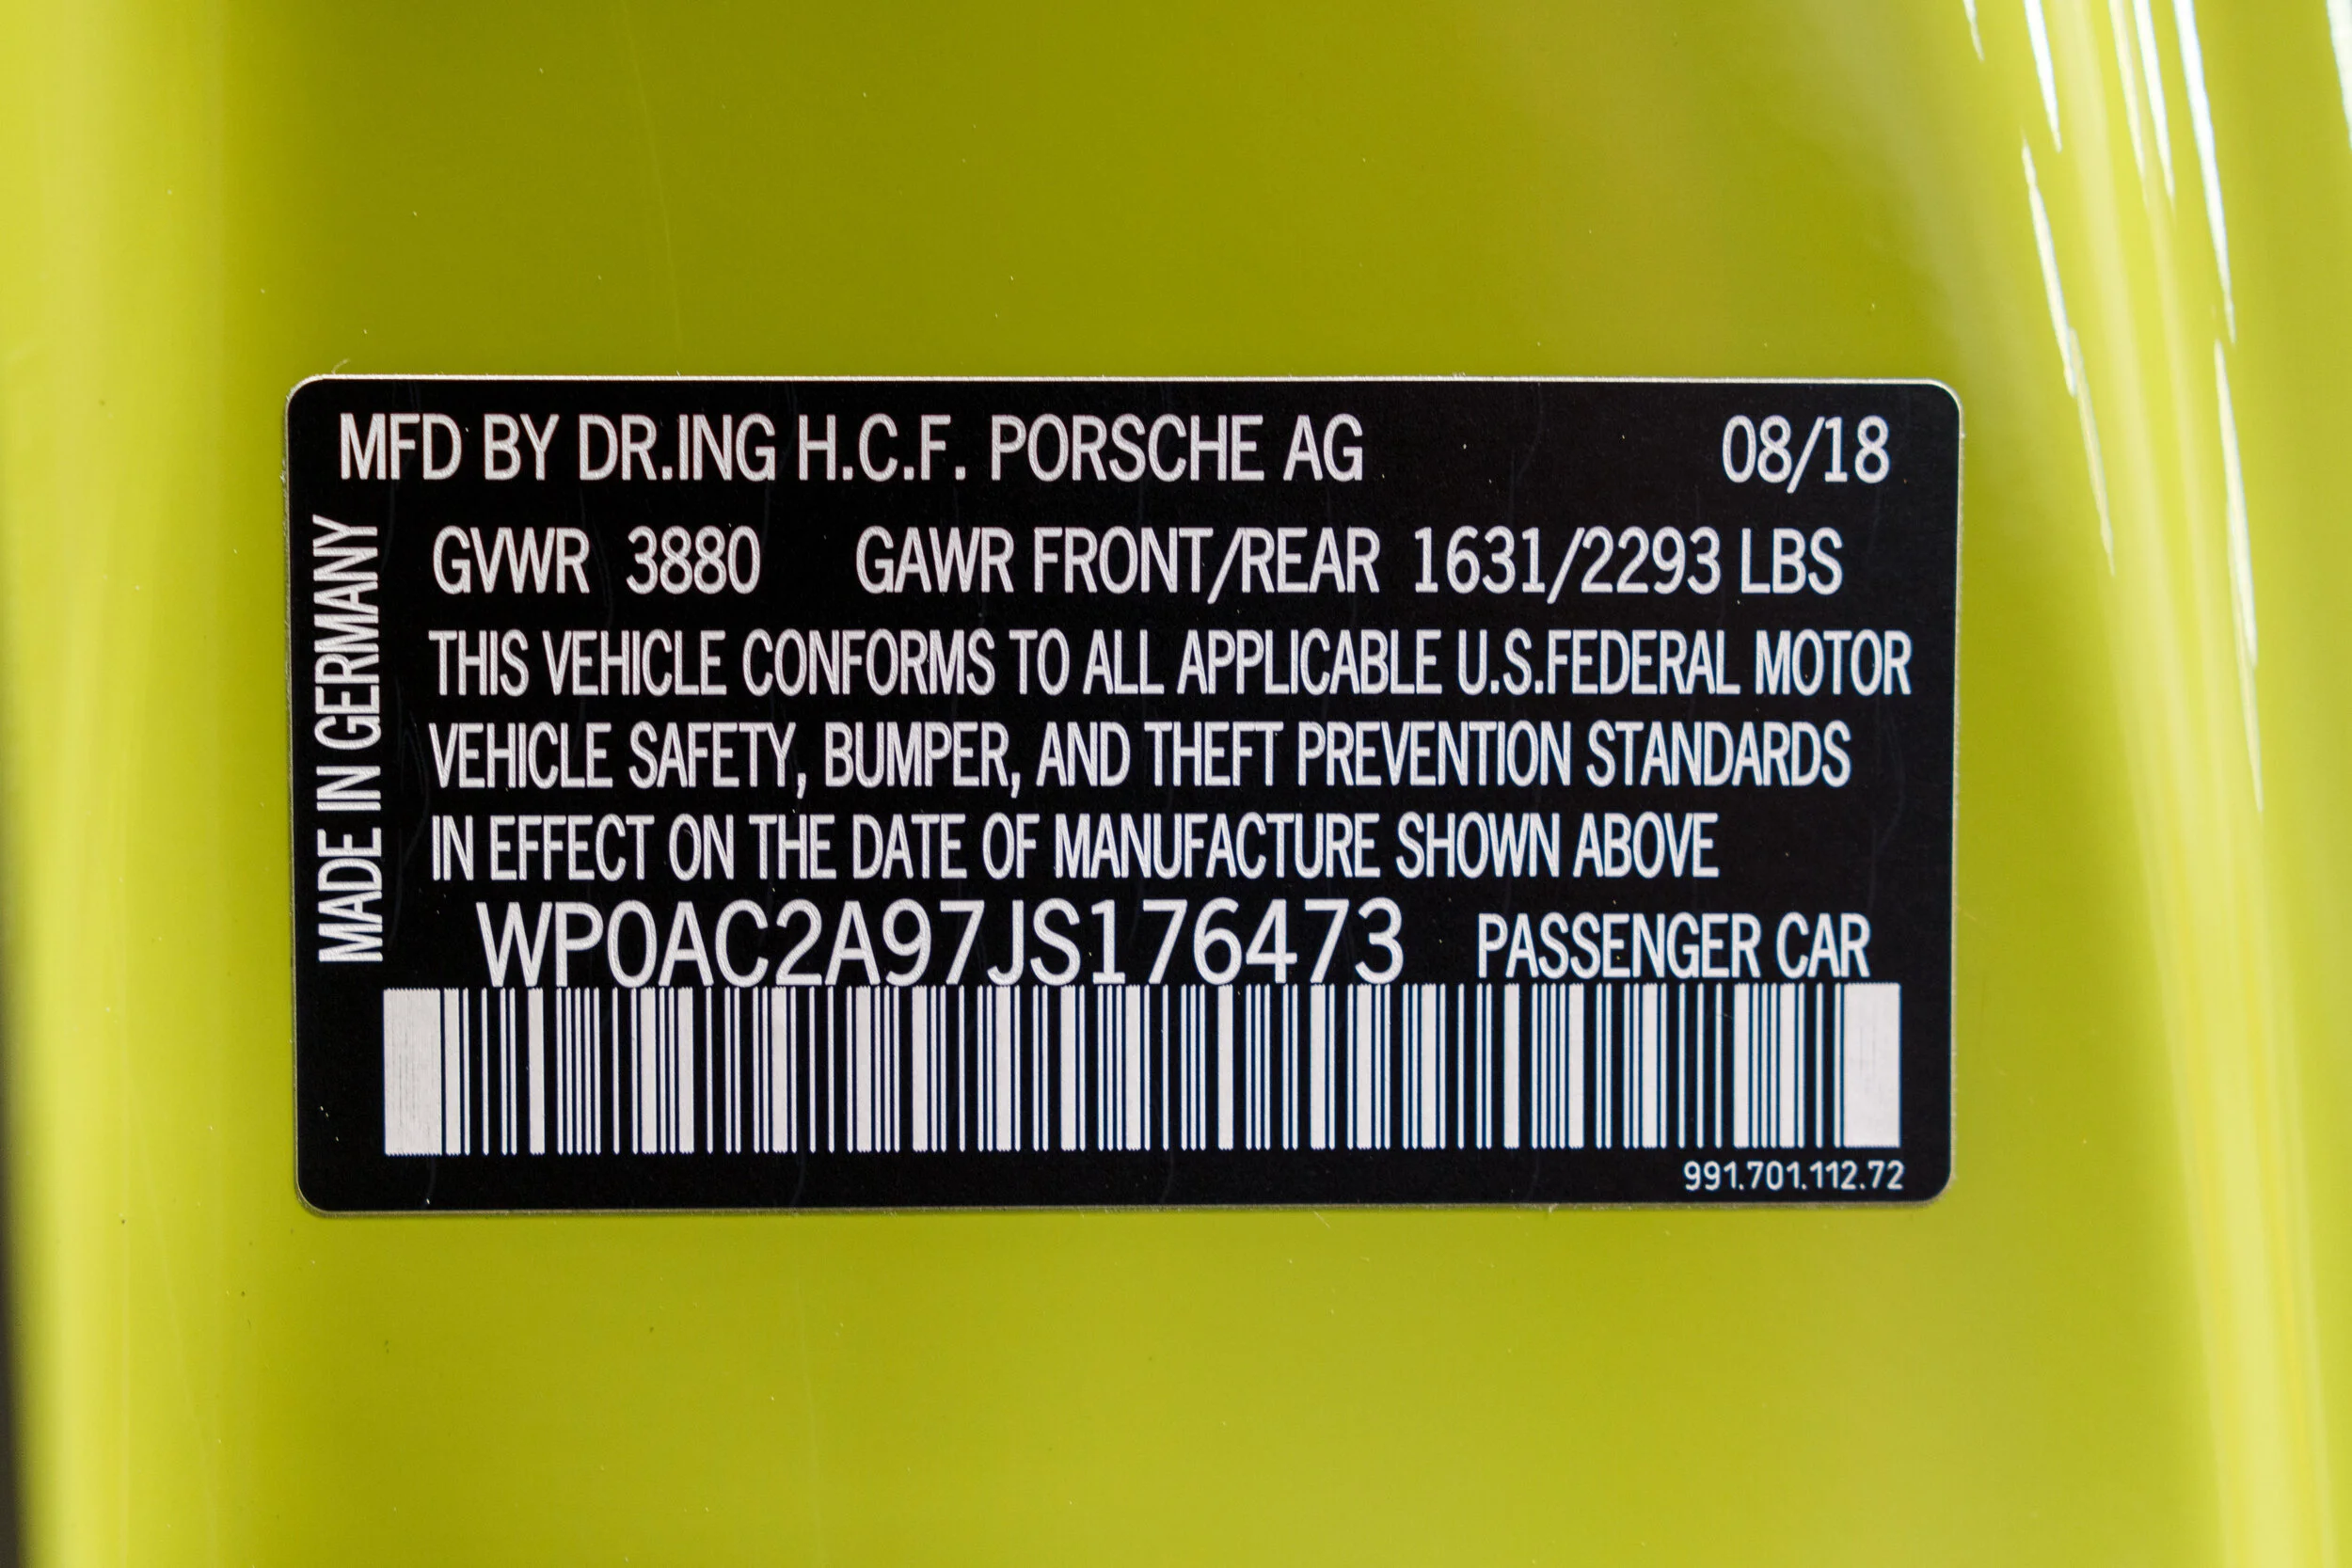 MFD BY DR.ING H.C.F. PORSCHE AG 08/18
GVWR 3880 GAWR FRONT/REAR 1631/2293 LBS
THIS VEHICLE CONFORMS TO ALL APPLICABLE U.S.FEDERAL MOTOR
VEHICLE SAFETY, BUMPER, AND THEFT PREVENTION STANDARDS
IN EFFECT ON THE DATE OF MANUFACTURE SHOWN ABOVE
WP0AC2A97JS176473 PASSENGER CAR
991.701.112.72
MADE IN GERMANY